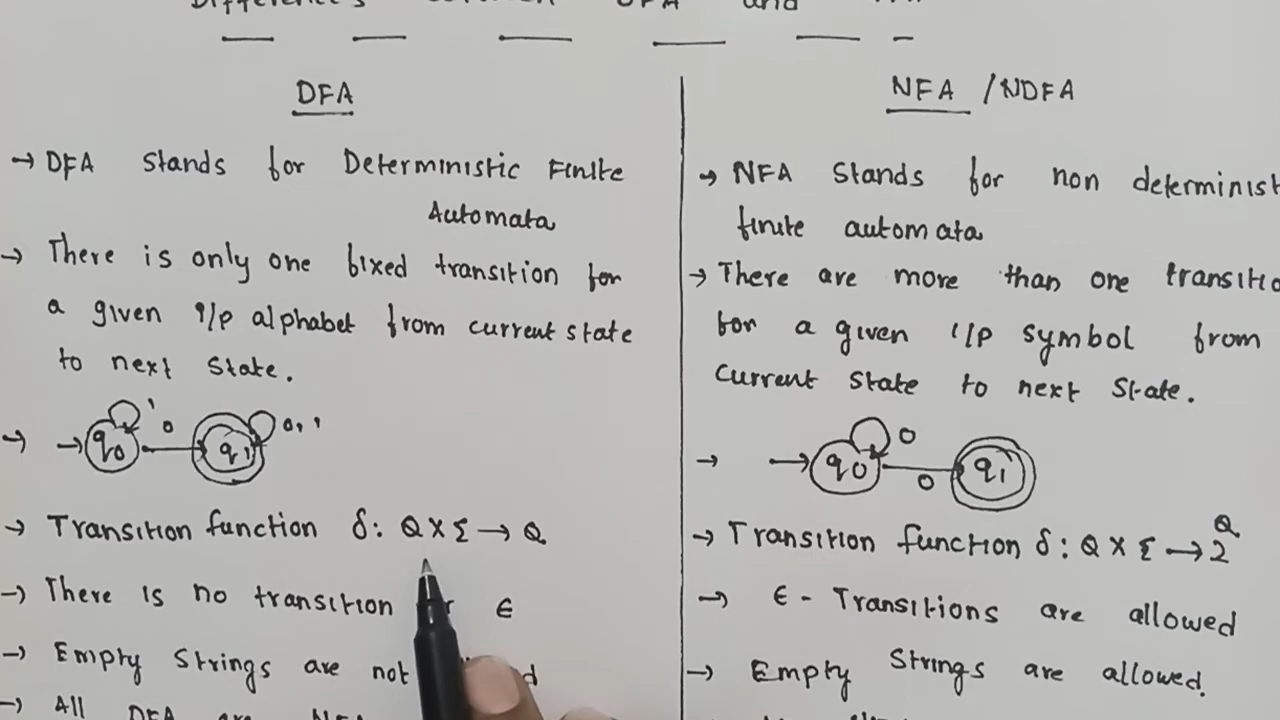 DFA
→ DFA stands for Deterministic Finite
Automata
→ There is only one fixed transition for
a given i/p alphabet from current state
to next state.
→ → q0 1 0 q1 0,1
→ Transition function δ: Q×Σ → Q
→ There is no transition ϵ
→ Empty strings are not
→ All DFA are NFA
NFA / NDFA
→ NFA stands for non determinist
finite automata
→ There are more than one transitio
for a given i/p symbol from
current state to next state.
→ → q0 0 0 q1
→ Transition function δ: Q×Σ → 2^Q
→ ϵ - Transitions are allowed
→ Empty strings are allowed.